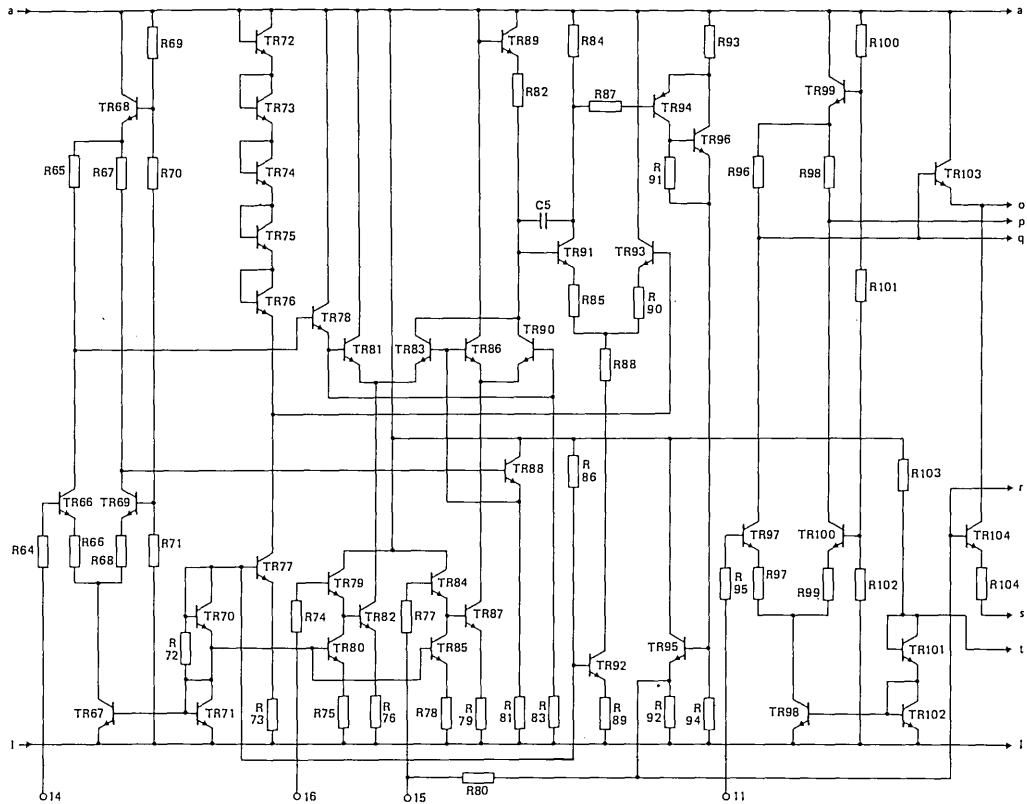 a a
R69 TR72 TR89 R84 R93 R100
TR68 TR73 R82 R87 TR94 TR99
TR96
R65 R67 R70 TR74 R 91 R96 R98 TR103
C5 o
p
TR75 TR91 TR93 q
TR76 R85 R 90 R101
TR78 TR90
TR81 TR83 TR86 R88
TR88 R 86 R103
r
TR66 TR69
R64 R66 R68 R71 TR97 TR100 TR104
TR77 TR79 TR84 R 95 R97 R99 R102 R104
R74 R77
TR70 TR82 TR87 s
R 72 TR80 TR85 TR92 TR95 TR101 t
TR67 TR71 R 73 R75 R 76 R78 R 79 R 81 R 83 R 89 R 92 R 94 TR98 TR102
l l
R80
14 16 15 11